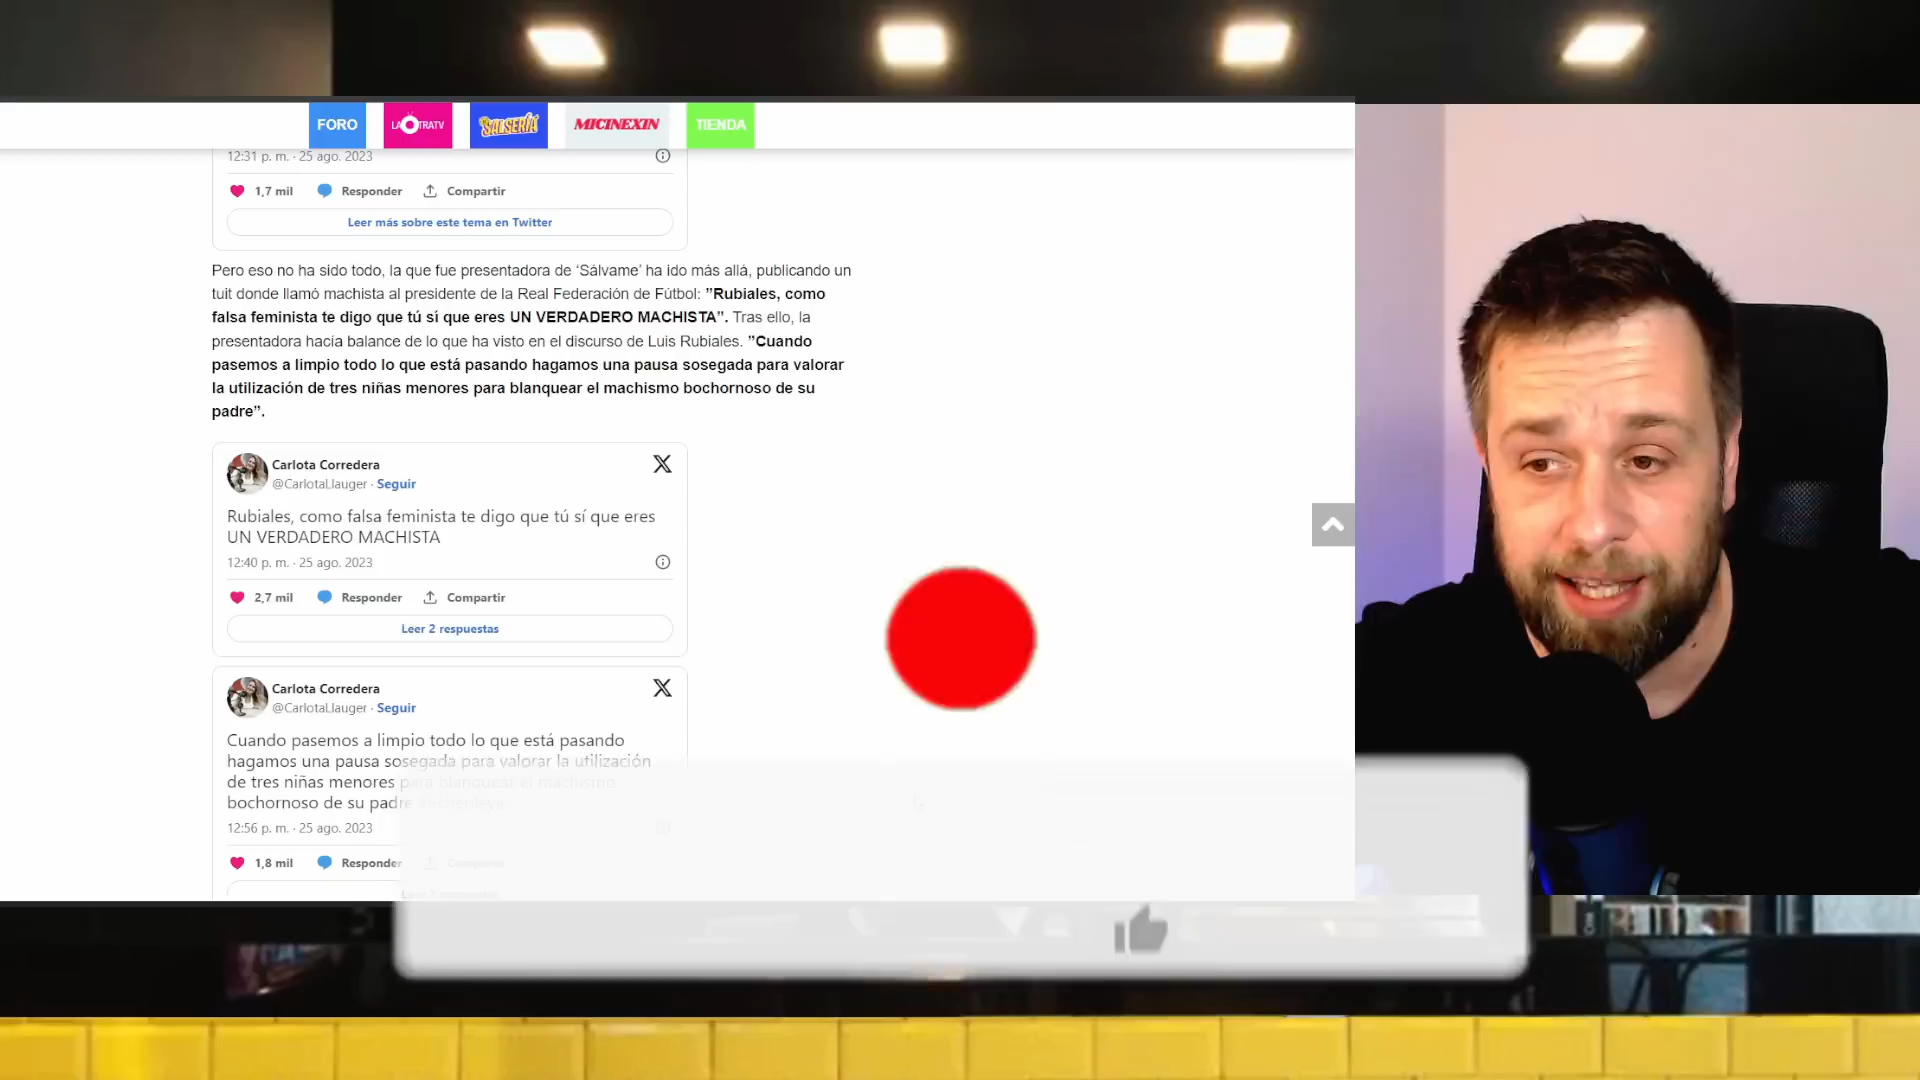 FORO
LA OTRATV
SALSERÍA
MICINEXIN
TIENDA
12:31 p. m. · 25 ago. 2023
1,7 mil Responder Compartir
Leer más sobre este tema en Twitter
Pero eso no ha sido todo, la que fue presentadora de ‘Sálvame’ ha ido más allá, publicando un
tuit donde llamó machista al presidente de la Real Federación de Fútbol: ”Rubiales, como
falsa feminista te digo que tú sí que eres UN VERDADERO MACHISTA”. Tras ello, la
presentadora hacía balance de lo que ha visto en el discurso de Luis Rubiales. ”Cuando
pasemos a limpio todo lo que está pasando hagamos una pausa sosegada para valorar
la utilización de tres niñas menores para blanquear el machismo bochornoso de su
padre”.
Carlota Corredera
@CarlotaLlauger · Seguir
Rubiales, como falsa feminista te digo que tú sí que eres
UN VERDADERO MACHISTA
12:40 p. m. · 25 ago. 2023
2,7 mil Responder Compartir
Leer 2 respuestas
Carlota Corredera
@CarlotaLlauger · Seguir
Cuando pasemos a limpio todo lo que está pasando
hagamos una pausa sosegada para valorar la utilización
de tres niñas menores para blanquear el machismo
bochornoso de su padre
12:56 p. m. · 25 ago. 2023
1,8 mil Responder Compartir